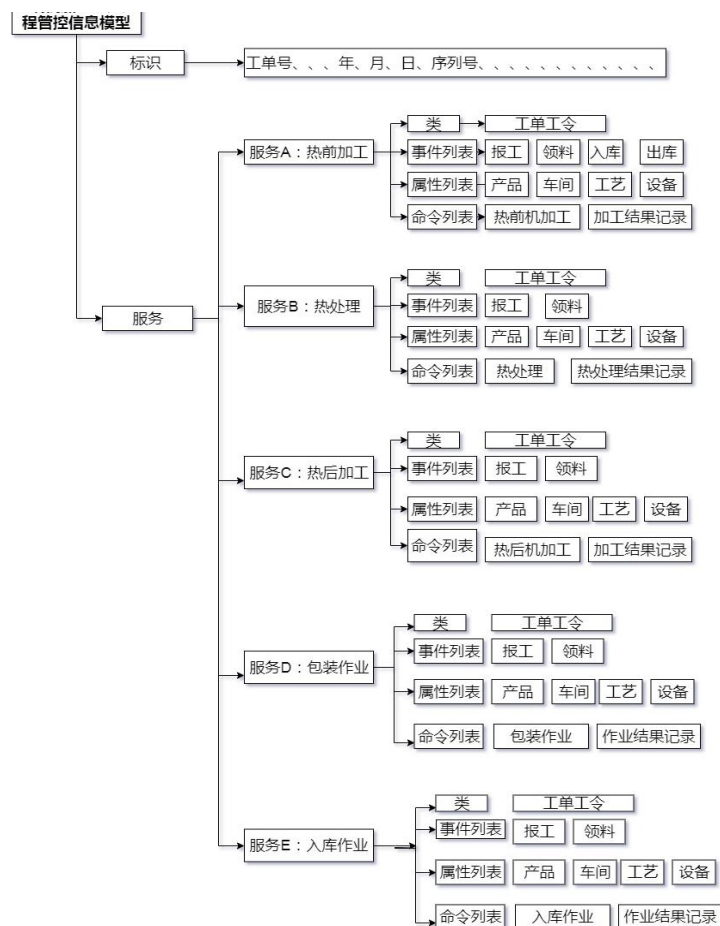 程管控信息模型
标识
工单号、、、年、月、日、序列号、、、、、、、、、、、、
服务
服务A：热前加工
类 工单工令
事件列表 报工 领料 入库 出库
属性列表 产品 车间 工艺 设备
命令列表 热前机加工 加工结果记录
服务B：热处理
类 工单工令
事件列表 报工 领料
属性列表 产品 车间 工艺 设备
命令列表 热处理 热处理结果记录
服务C：热后加工
类 工单工令
事件列表 报工 领料
属性列表 产品 车间 工艺 设备
命令列表 热后机加工 加工结果记录
服务D：包装作业
类 工单工令
事件列表 报工 领料
属性列表 产品 车间 工艺 设备
命令列表 包装作业 作业结果记录
服务E：入库作业
类 工单工令
事件列表 报工 领料
属性列表 产品 车间 工艺 设备
命令列表 入库作业 作业结果记录